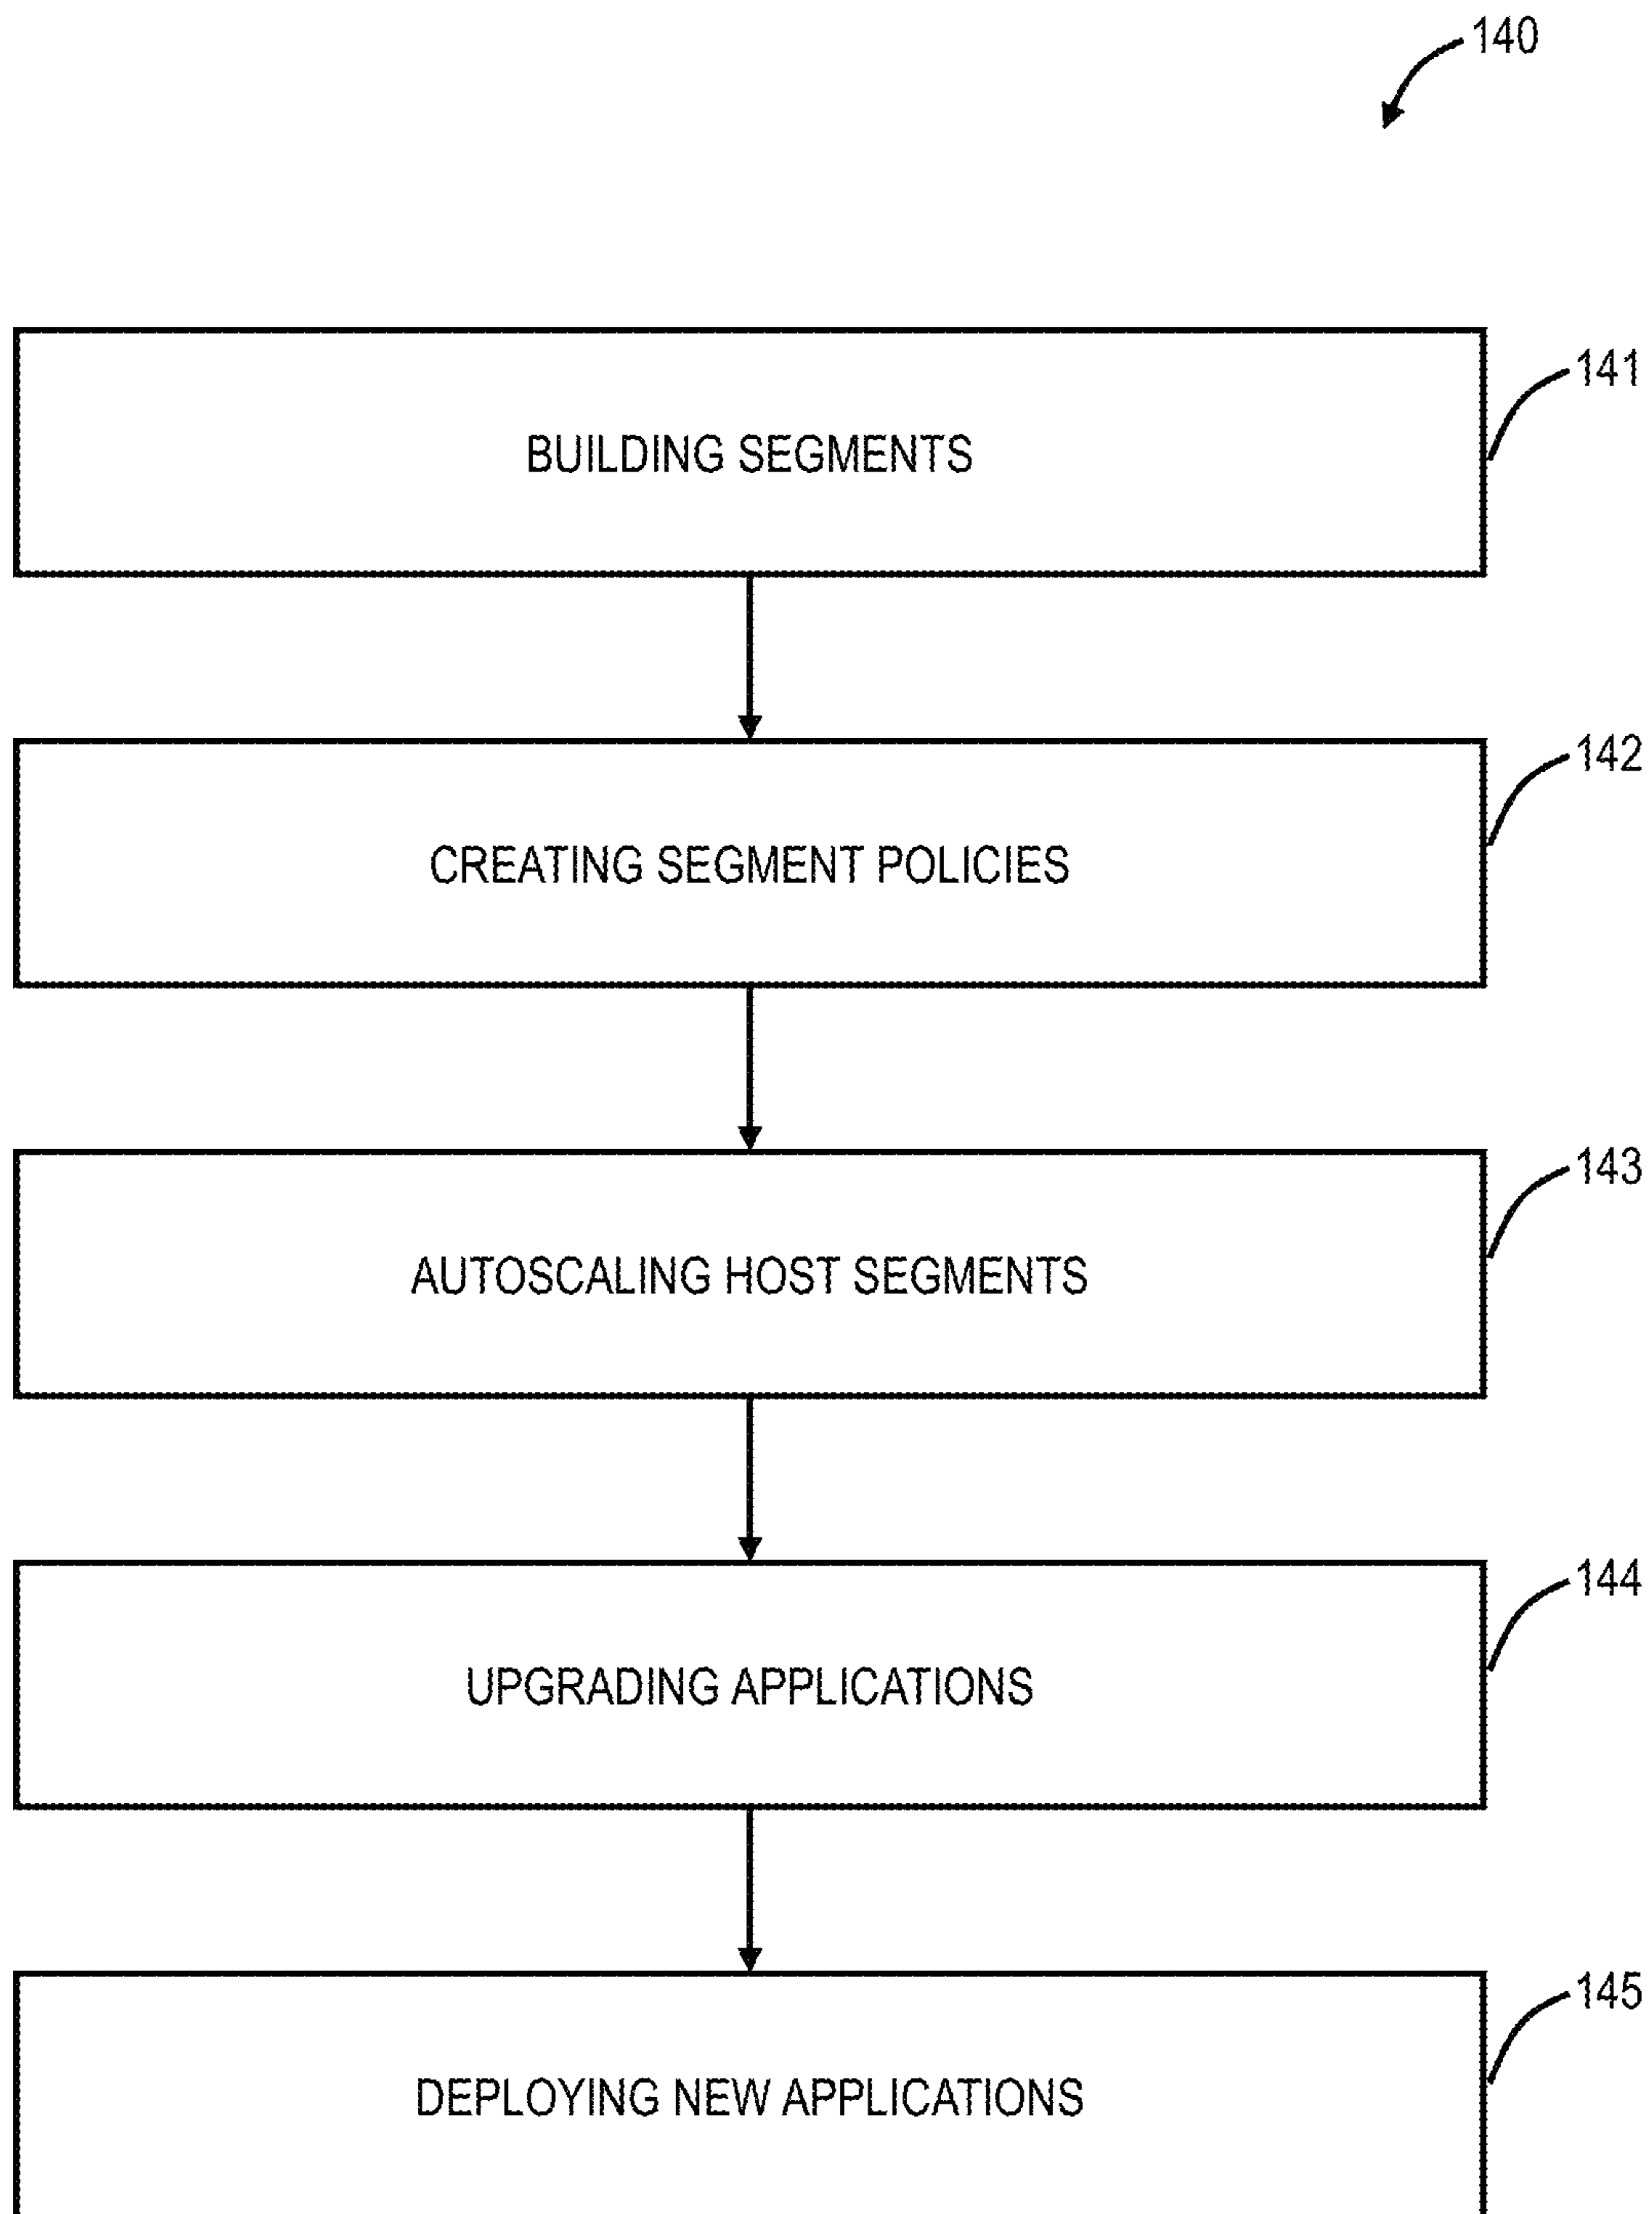 140
141
BUILDING SEGMENTS
142
CREATING SEGMENT POLICIES
143
AUTOSCALING HOST SEGMENTS
144
UPGRADING APPLICATIONS
145
DEPLOYING NEW APPLICATIONS